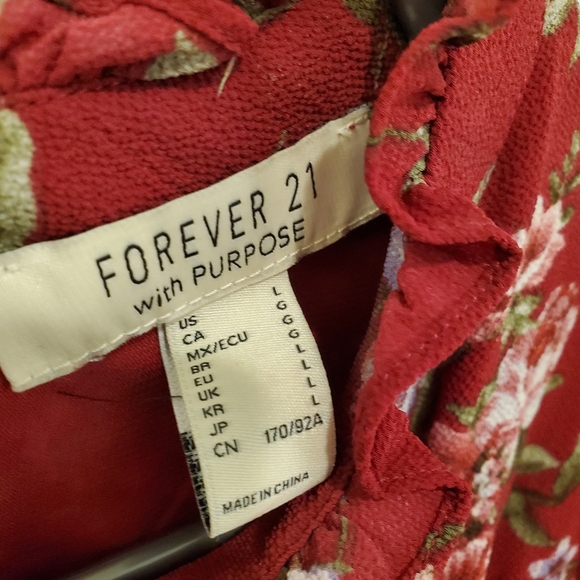 FOREVER 21
with PURPOSE
US L
CA G
MX/ECU G
BR G
EU L
UK L
KR L
JP L
CN 170/92A
MADE IN CHINA